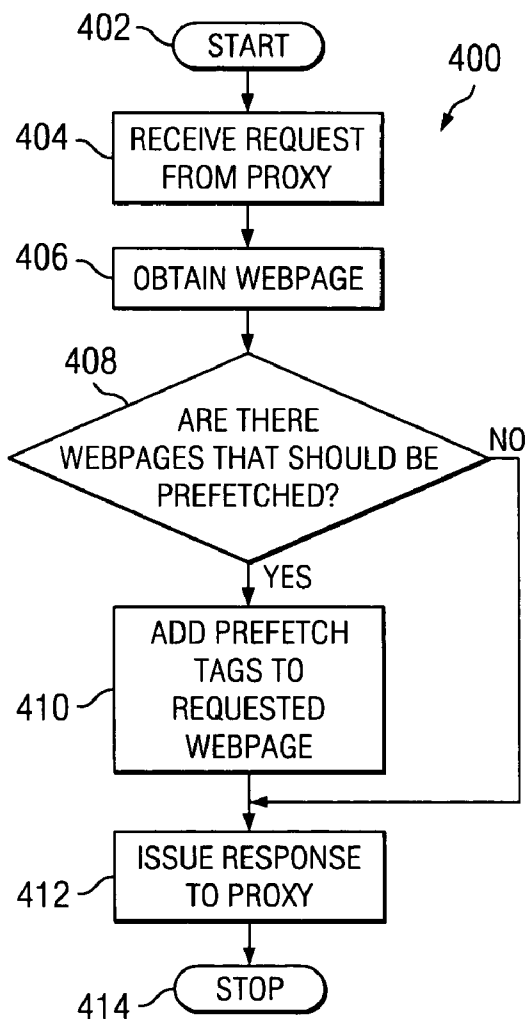 402
START
400
404
RECEIVE REQUEST
FROM PROXY
406
OBTAIN WEBPAGE
408
ARE THERE
WEBPAGES THAT SHOULD BE
PREFETCHED?
NO
YES
410
ADD PREFETCH
TAGS TO
REQUESTED
WEBPAGE
412
ISSUE RESPONSE
TO PROXY
414
STOP